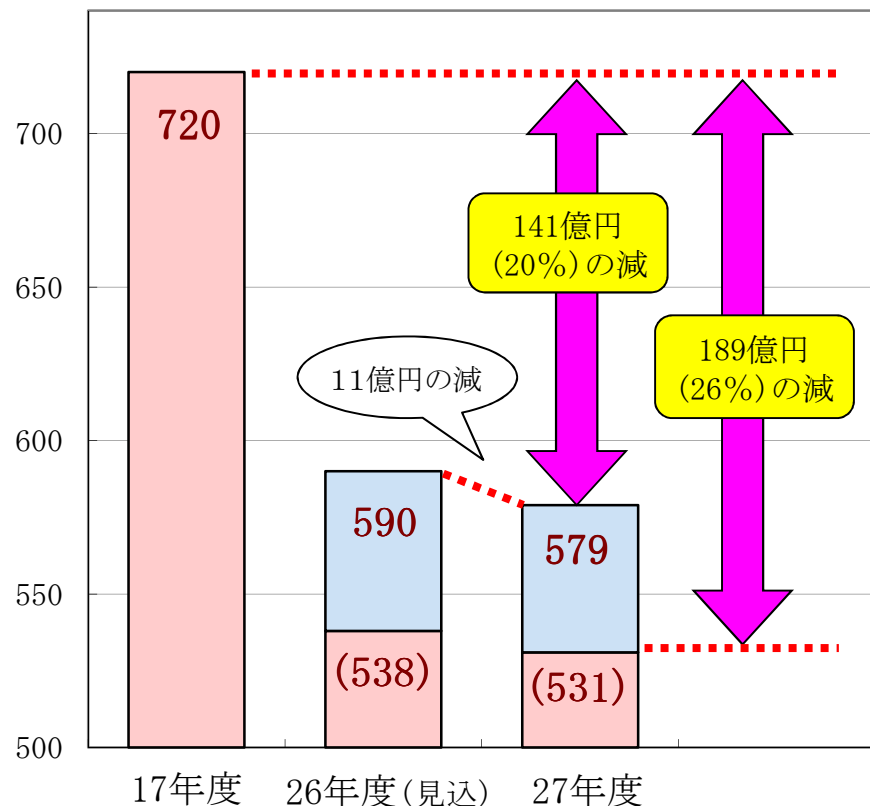 700
650
600
550
500
720
141億円
(20%)の減
189億円
(26%)の減
11億円の減
590
579
(538)
(531)
17年度
26年度(見込)
27年度